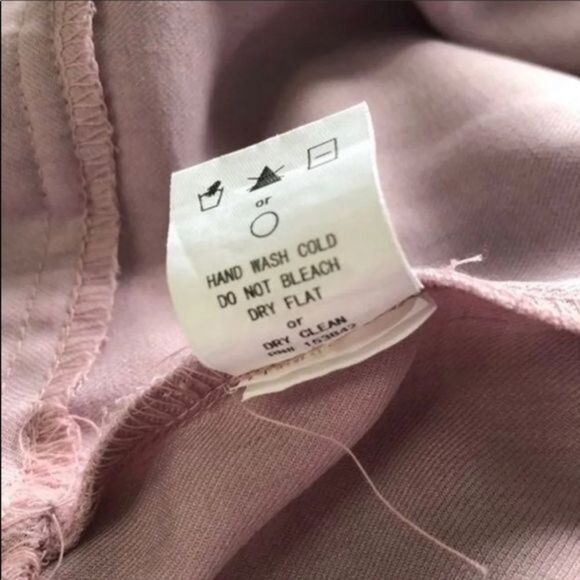 or
HAND WASH COLD
DO NOT BLEACH
DRY FLAT
or
DRY CLEAN